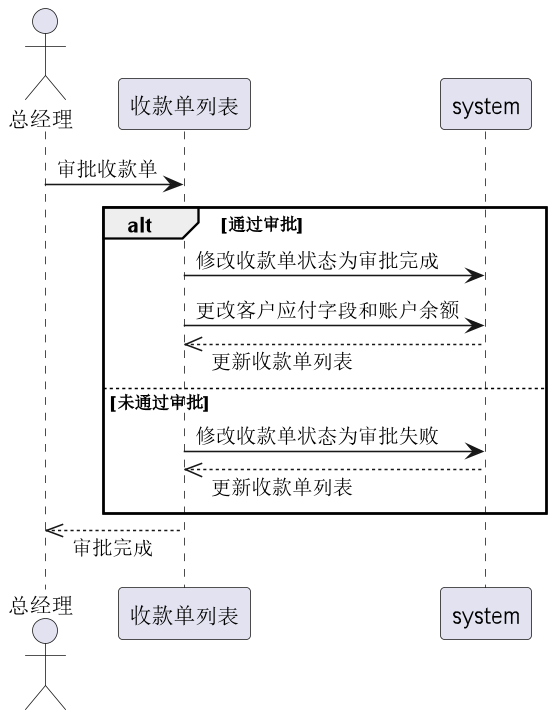 总经理
收款单列表
system
审批收款单
alt
[通过审批]
修改收款单状态为审批完成
更改客户应付字段和账户余额
更新收款单列表
[未通过审批]
修改收款单状态为审批失败
更新收款单列表
审批完成
总经理
收款单列表
system